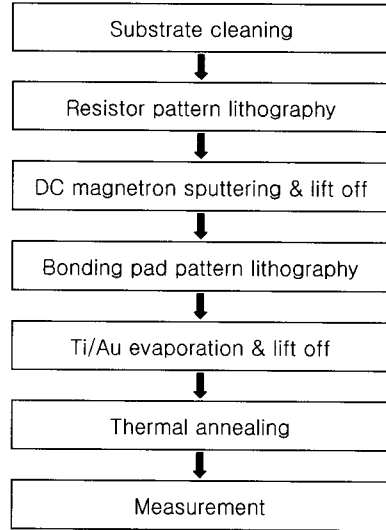 Substrate cleaning
Resistor pattern lithography
DC magnetron sputtering & lift off
Bonding pad pattern lithography
Ti/Au evaporation & lift off
Thermal annealing
Measurement